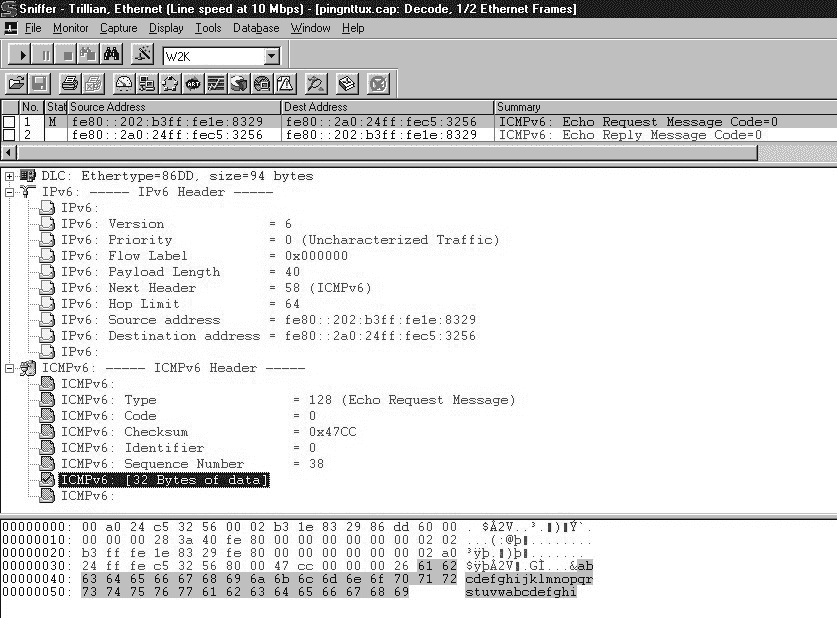 Sniffer - Trillian, Ethernet (Line speed at 10 Mbps) - [pingnttux.cap: Decode, 1/2 Ethernet Frames]
File Monitor Capture Display Tools Database Window Help
W2K
No. Stat Source Address Dest Address Summary
1 M fe80::202:b3ff:fe1e:8329 fe80::2a0:24ff:fec5:3256 ICMPv6: Echo Request Message Code=0
2 fe80::2a0:24ff:fec5:3256 fe80::202:b3ff:fe1e:8329 ICMPv6: Echo Reply Message Code=0
DLC: Ethertype=86DD, size=94 bytes
IPv6: ----- IPv6 Header -----
IPv6:
IPv6: Version = 6
IPv6: Priority = 0 (Uncharacterized Traffic)
IPv6: Flow Label = 0x000000
IPv6: Payload Length = 40
IPv6: Next Header = 58 (ICMPv6)
IPv6: Hop Limit = 64
IPv6: Source address = fe80::202:b3ff:fe1e:8329
IPv6: Destination address = fe80::2a0:24ff:fec5:3256
IPv6:
ICMPv6: ----- ICMPv6 Header -----
ICMPv6:
ICMPv6: Type = 128 (Echo Request Message)
ICMPv6: Code = 0
ICMPv6: Checksum = 0x47CC
ICMPv6: Identifier = 0
ICMPv6: Sequence Number = 38
ICMPv6: [32 Bytes of data]
ICMPv6:
00000000: 00 a0 24 c5 32 56 00 02 b3 1e 83 29 86 dd 60 00
00000010: 00 00 00 28 3a 40 fe 80 00 00 00 00 00 00 02 02
00000020: b3 ff fe 1e 83 29 fe 80 00 00 00 00 00 00 02 a0
00000030: 24 ff fe c5 32 56 80 00 47 cc 00 00 00 26 61 62
00000040: 63 64 65 66 67 68 69 6a 6b 6c 6d 6e 6f 70 71 72 cdefghijklmnopqr
00000050: 73 74 75 76 77 61 62 63 64 65 66 67 68 69 stuvwabcdefghi